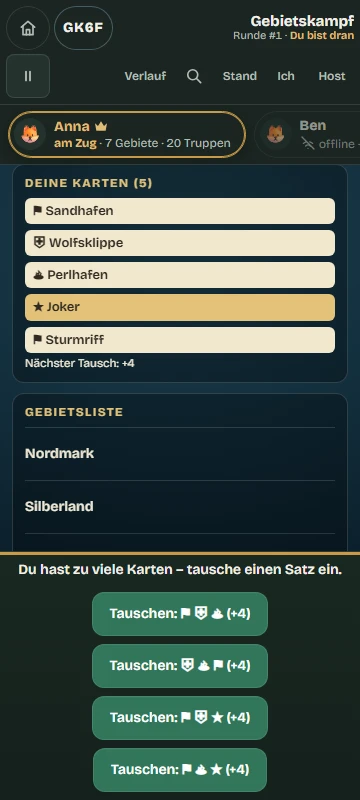 GK6F
Gebietskampf
Runde #1 · Du bist dran
Verlauf
Stand
Ich
Host
Anna
am Zug · 7 Gebiete · 20 Truppen
Ben
offline
DEINE KARTEN (5)
Sandhafen
Wolfsklippe
Perlhafen
★ Joker
Sturmriff
Nächster Tausch: +4
GEBIETSLISTE
Nordmark
Silberland
Du hast zu viele Karten – tausche einen Satz ein.
Tauschen: (+4)
Tauschen: (+4)
Tauschen: ★ (+4)
Tauschen: ★ (+4)